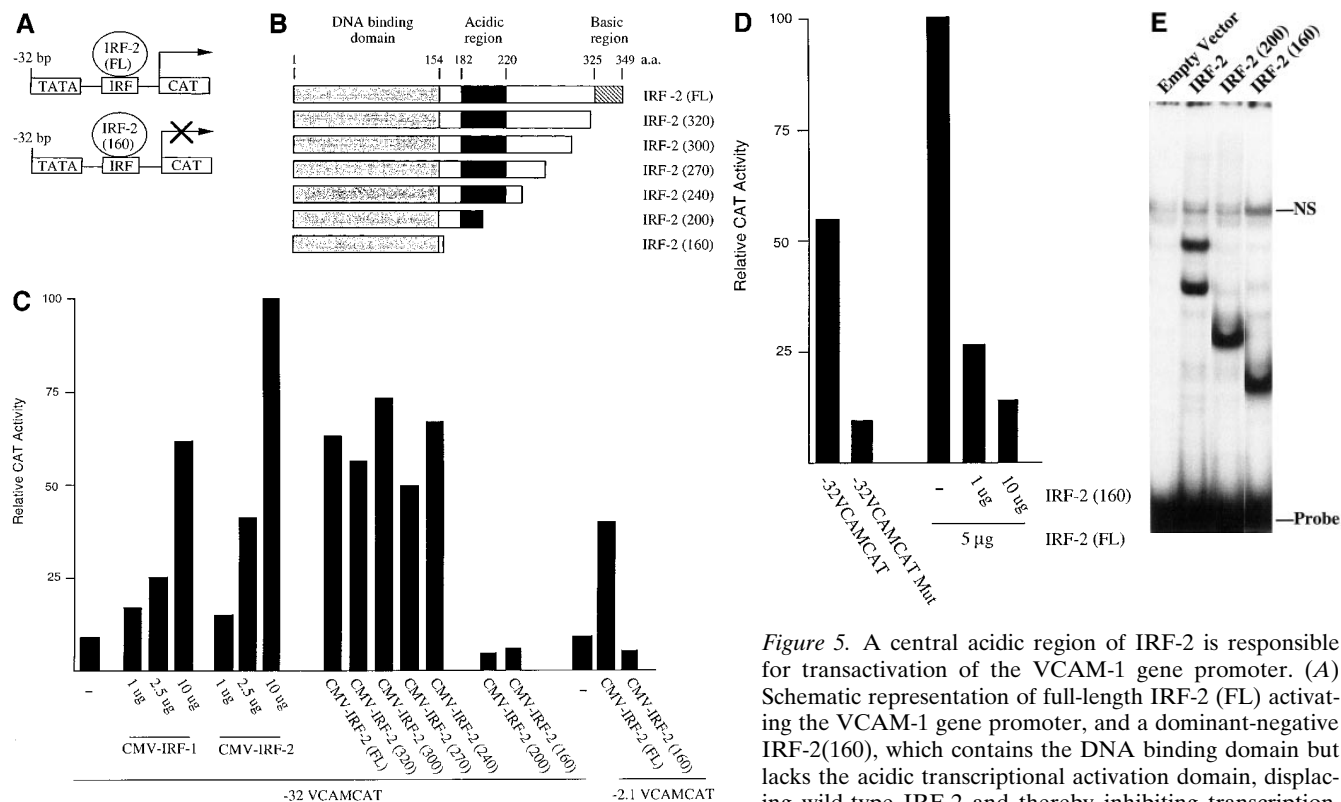 A
IRF-2
(FL)
-32 bp
TATA
IRF
CAT
IRF-2
(160)
-32 bp
TATA
IRF
CAT
B
DNA binding
domain
Acidic
region
Basic
region
1
154
182
220
325
349
a.a.
IRF-2 (FL)
IRF-2 (320)
IRF-2 (300)
IRF-2 (270)
IRF-2 (240)
IRF-2 (200)
IRF-2 (160)
C
Relative CAT Activity
100
75
50
25
–
1 ug
2.5 ug
10 ug
CMV-IRF-1
1 ug
2.5 ug
10 ug
CMV-IRF-2
CMV-IRF-2 (FL)
CMV-IRF-2 (320)
CMV-IRF-2 (300)
CMV-IRF-2 (270)
CMV-IRF-2 (240)
CMV-IRF-2 (200)
CMV-IRF-2 (160)
-32 VCAMCAT
–
CMV-IRF-2 (FL)
CMV-IRF-2 (160)
-2.1 VCAMCAT
D
Relative CAT Activity
100
75
50
25
-32VCAMCAT
-32VCAMCAT Mut
–
1 ug
10 ug
IRF-2 (160)
5 µg
IRF-2 (FL)
E
Empty Vector
IRF-2
IRF-2 (200)
IRF-2 (160)
NS
Probe
Figure 5. A central acidic region of IRF-2 is responsible
for transactivation of the VCAM-1 gene promoter. (A)
Schematic representation of full-length IRF-2 (FL) activat-
ing the VCAM-1 gene promoter, and a dominant-negative
IRF-2(160), which contains the DNA binding domain but
lacks the acidic transcriptional activation domain, displac-
ing wild-type IRF-2 and thereby inhibiting transcription.